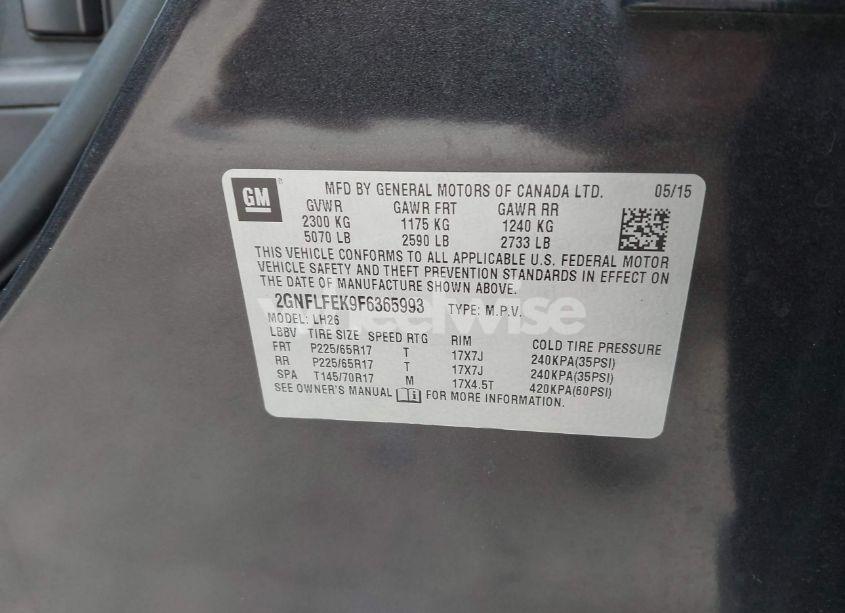 GM
MFD BY GENERAL MOTORS OF CANADA LTD. 05/15
GVWR GAWR FRT GAWR RR
2300 KG 1175 KG 1240 KG
5070 LB 2590 LB 2733 LB
THIS VEHICLE CONFORMS TO ALL APPLICABLE U.S. FEDERAL MOTOR
VEHICLE SAFETY AND THEFT PREVENTION STANDARDS IN EFFECT ON
THE DATE OF MANUFACTURE SHOWN ABOVE.
2GNFLFEK9F6365993 TYPE: M.P.V.
MODEL: LH26
LBBV TIRE SIZE SPEED RTG RIM COLD TIRE PRESSURE
FRT P225/65R17 T 17X7J 240KPA(35PSI)
RR P225/65R17 T 17X7J 240KPA(35PSI)
SPA T145/70R17 M 17X4.5T 420KPA(60PSI)
SEE OWNER'S MANUAL FOR MORE INFORMATION.
wheelwise